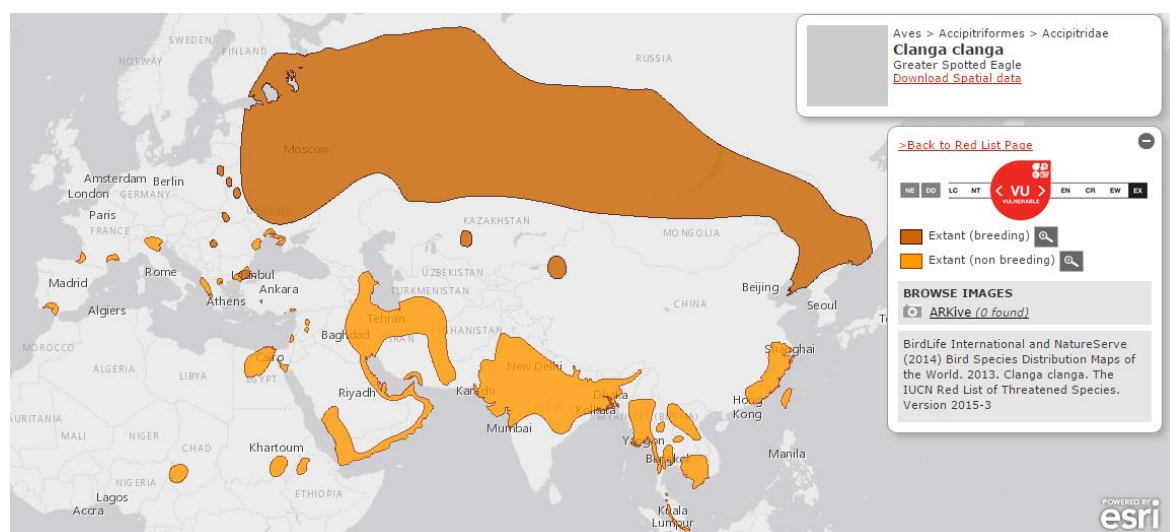 SWEDEN
FINLAND
NORWAY
RUSSIA
Moscow
Amsterdam
Berlin
London
GERMANY
Paris
FRANCE
KAZAKHSTAN
MONGOLIA
Rome
Madrid
Ankara
UZBEKISTAN
TURKMENISTAN
Beijing
Seoul
Athens
Algiers
CHINA
Tehran
Baghdad
IRAN
Shanghai
MOROCCO
Cairo
New Delhi
ALGERIA
LIBYA
EGYPT
Riyadh
Karachi
Dhaka
Hong
Kong
Kolkata
Mumbai
MALI
NIGER
CHAD
Khartoum
Yangon
Manila
Bangkok
NIGERIA
Lagos
Accra
ETHIOPIA
Kuala
Lumpur
Aves > Accipitriformes > Accipitridae
Clanga clanga
Greater Spotted Eagle
Download Spatial data
>Back to Red List Page
NE DD LC NT < VU > EN CR EW EX
VULNERABLE
Extant (breeding)
Extant (non breeding)
BROWSE IMAGES
ARKive (0 found)
BirdLife International and NatureServe
(2014) Bird Species Distribution Maps of
the World. 2013. Clanga clanga. The
IUCN Red List of Threatened Species.
Version 2015-3
POWERED BY
esri